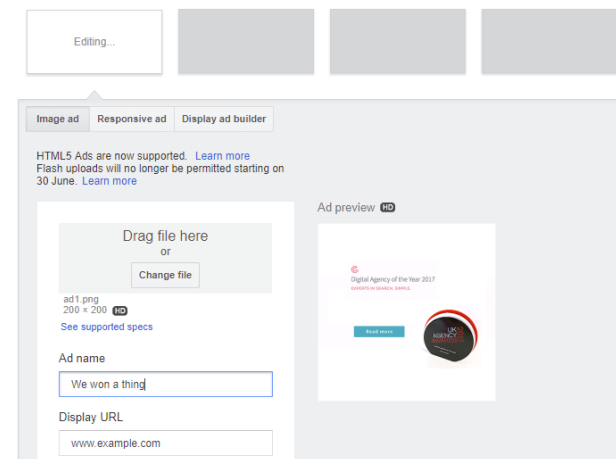 Editing...
Image ad
Responsive ad
Display ad builder
HTML5 Ads are now supported. Learn more
Flash uploads will no longer be permitted starting on
30 June. Learn more
Drag file here
or
Change file
ad1.png
200 × 200 HD
See supported specs
Ad name
We won a thing
Display URL
www.example.com
Ad preview HD
Digital Agency of the Year 2017
EXPERTS IN SEARCH. SIMPLE.
Read more
UK
AGENCY